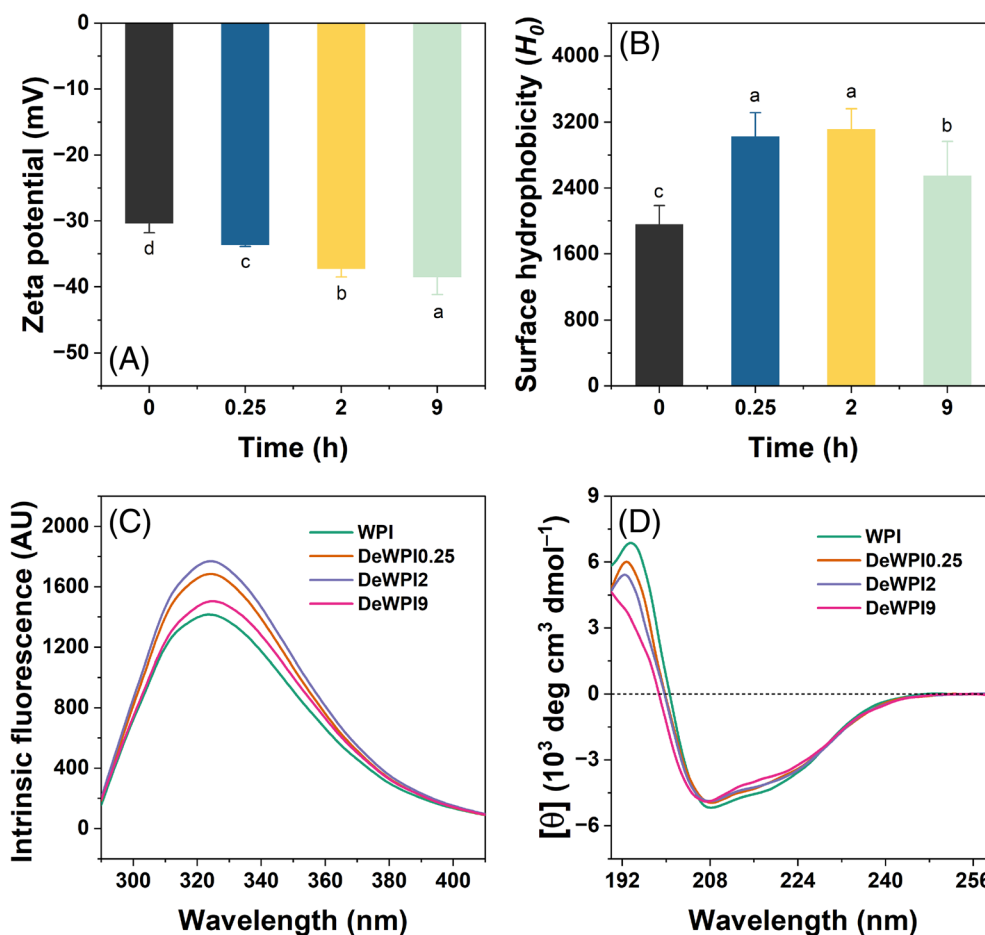 (A)
Zeta potential (mV)
0
−10
−20
−30
−40
−50
d
c
b
a
0
0.25
2
9
Time (h)
(B)
Surface hydrophobicity (H₀)
4400
3200
2400
1600
800
0
c
a
a
b
0
0.25
2
9
Time (h)
(C)
Intrinsic fluorescence (AU)
2000
1600
1200
800
400
0
WPI
DeWPI0.25
DeWPI2
DeWPI9
300
320
340
360
380
400
Wavelength (nm)
(D)
[θ] (10³ deg cm³ dmol⁻¹)
9
6
3
0
−3
−6
WPI
DeWPI0.25
DeWPI2
DeWPI9
192
208
224
240
256
Wavelength (nm)